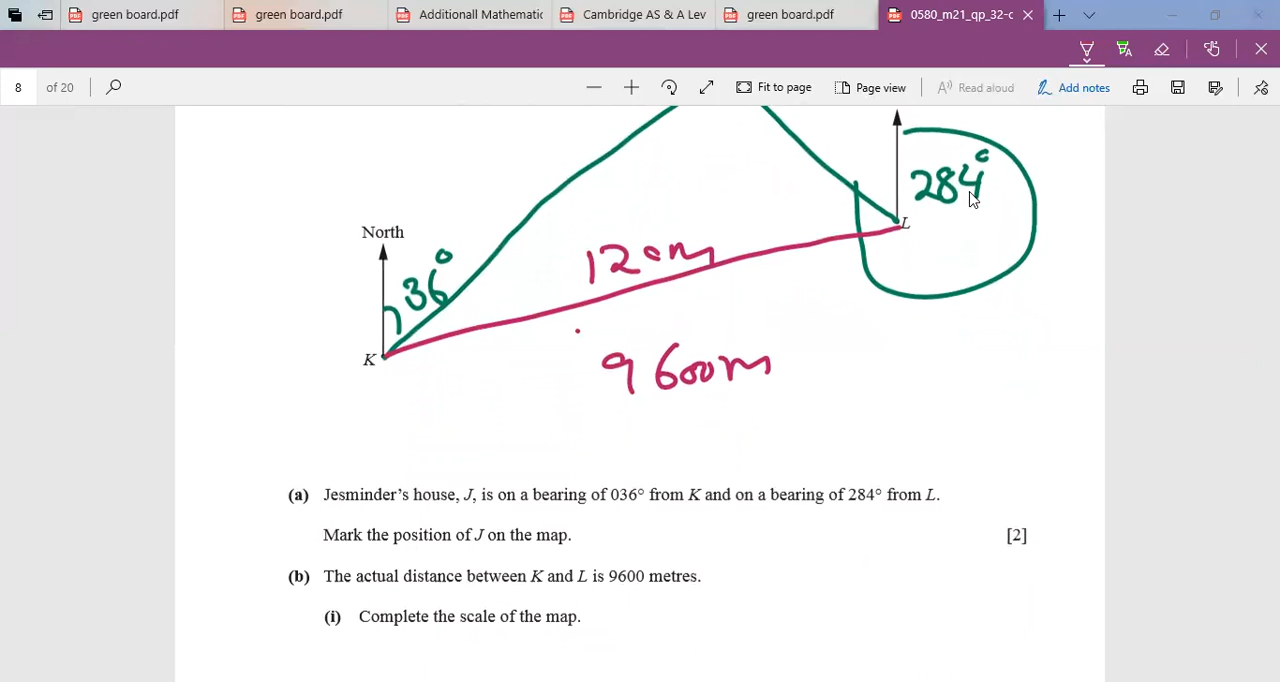 green board.pdf
green board.pdf
Additionall Mathematic
Cambridge AS & A Lev
green board.pdf
0580_m21_qp_32-c
8 of 20
Fit to page
Page view
Read aloud
Add notes
284°
L
North
36°
12cm
K
9600m
(a) Jesminder's house, J, is on a bearing of 036° from K and on a bearing of 284° from L.
Mark the position of J on the map. [2]
(b) The actual distance between K and L is 9600 metres.
(i) Complete the scale of the map.